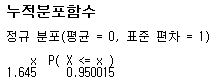 누적분포함수
정규 분포(평균 = 0, 표준 편차 = 1)
x P( X <= x )
1.645 0.950015